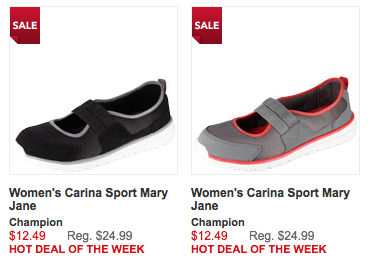 SALE
SALE
Women's Carina Sport Mary
Jane
Champion
$12.49 Reg. $24.99
HOT DEAL OF THE WEEK
Women's Carina Sport Mary
Jane
Champion
$12.49 Reg. $24.99
HOT DEAL OF THE WEEK